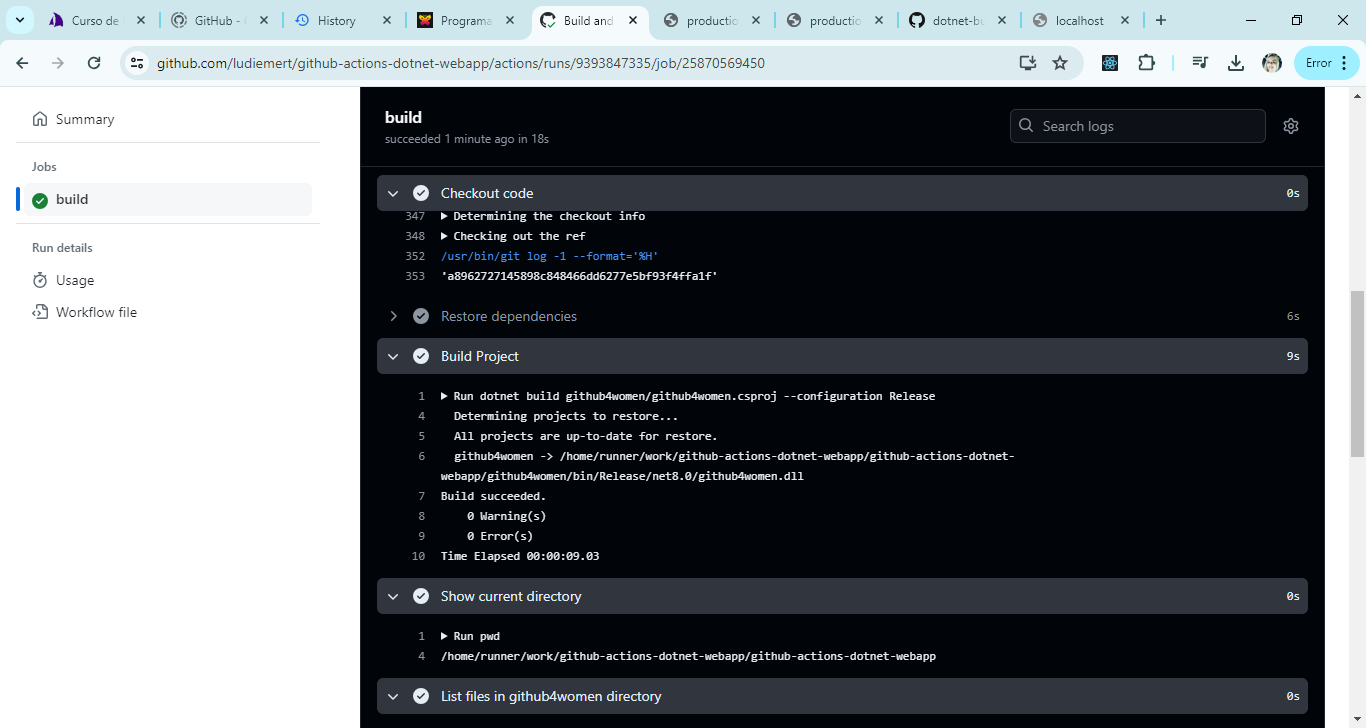 Curso de
GitHub -
History
Programa
Build and
productio
productio
dotnet-bu
localhost
github.com/ludiemert/github-actions-dotnet-webapp/actions/runs/9393847335/job/25870569450
Error
Summary
Jobs
build
Run details
Usage
Workflow file
build
succeeded 1 minute ago in 18s
Search logs
Checkout code 0s
347 Determining the checkout info
348 Checking out the ref
352 /usr/bin/git log -1 --format='%H'
353 'a8962727145898c848466dd6277e5bf93f4ffa1f'
Restore dependencies 6s
Build Project 9s
1 Run dotnet build github4women/github4women.csproj --configuration Release
4 Determining projects to restore...
5 All projects are up-to-date for restore.
6 github4women -> /home/runner/work/github-actions-dotnet-webapp/github-actions-dotnet-
webapp/github4women/bin/Release/net8.0/github4women.dll
7 Build succeeded.
8 0 Warning(s)
9 0 Error(s)
10 Time Elapsed 00:00:09.03
Show current directory 0s
1 Run pwd
4 /home/runner/work/github-actions-dotnet-webapp/github-actions-dotnet-webapp
List files in github4women directory 0s